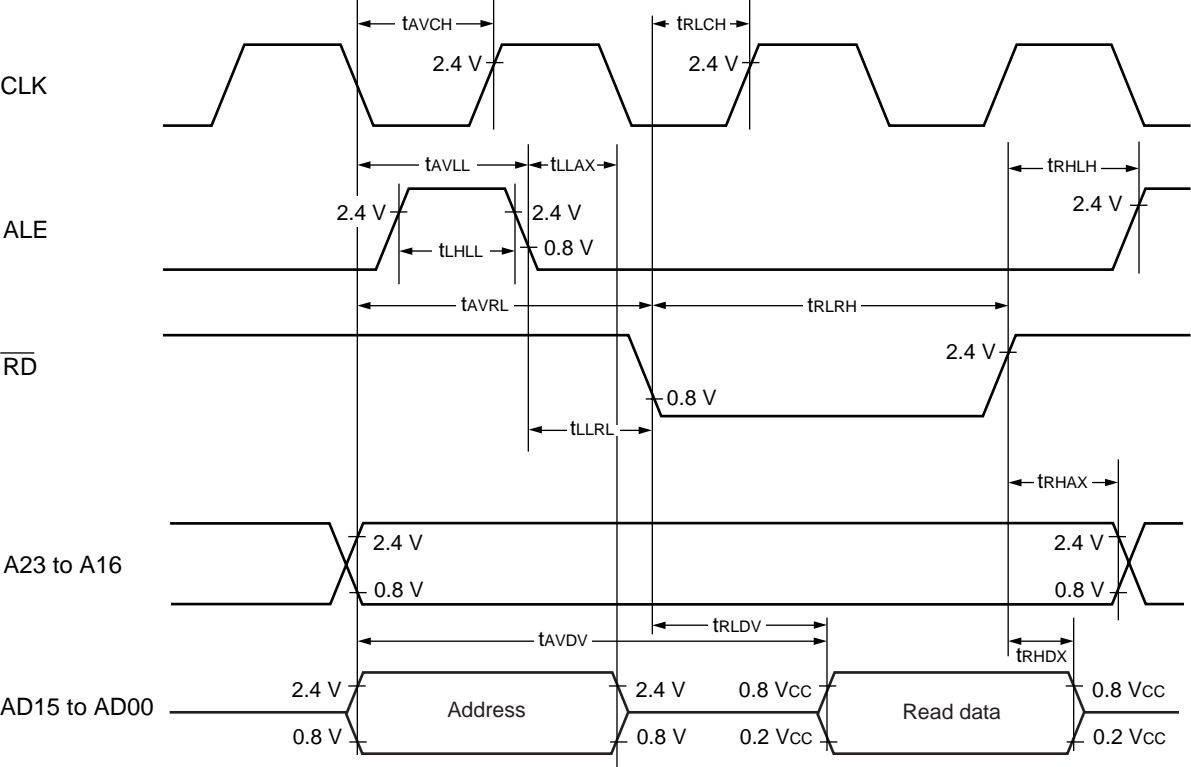 tAVCH
tRLCH
2.4 V
2.4 V
CLK
tAVLL
tLLAX
tRHLH
2.4 V
2.4 V
2.4 V
ALE
0.8 V
tLHLL
tAVRL
tRLRH
2.4 V
RD
0.8 V
tLLRL
tRHAX
2.4 V
2.4 V
A23 to A16
0.8 V
0.8 V
tRLDV
tAVDV
tRHDX
2.4 V
2.4 V
0.8 VCC
0.8 VCC
AD15 to AD00
Address
Read data
0.8 V
0.8 V
0.2 VCC
0.2 VCC